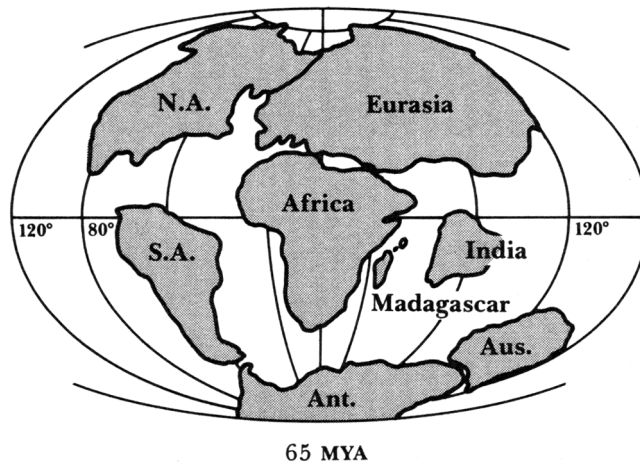 N.A.
Eurasia
Africa
120°
80°
120°
S.A.
India
Madagascar
Aus.
Ant.
65 MYA